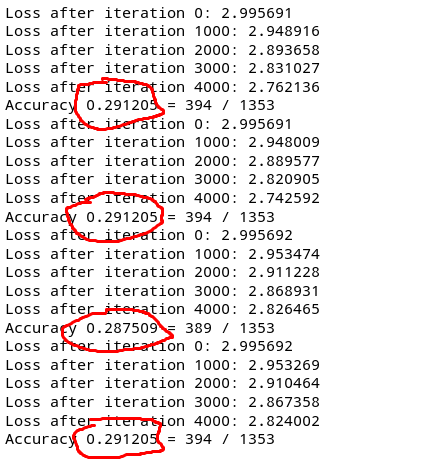 Loss after iteration 0: 2.995691
Loss after iteration 1000: 2.948916
Loss after iteration 2000: 2.893658
Loss after iteration 3000: 2.831027
Loss after iteration 4000: 2.762136
Accuracy 0.291205 = 394 / 1353
Loss after iteration 0: 2.995691
Loss after iteration 1000: 2.948009
Loss after iteration 2000: 2.889577
Loss after iteration 3000: 2.820905
Loss after iteration 4000: 2.742592
Accuracy 0.291205 = 394 / 1353
Loss after iteration 0: 2.995692
Loss after iteration 1000: 2.953474
Loss after iteration 2000: 2.911228
Loss after iteration 3000: 2.868931
Loss after iteration 4000: 2.826465
Accuracy 0.287509 = 389 / 1353
Loss after iteration 0: 2.995692
Loss after iteration 1000: 2.953269
Loss after iteration 2000: 2.910464
Loss after iteration 3000: 2.867358
Loss after iteration 4000: 2.824002
Accuracy 0.291205 = 394 / 1353